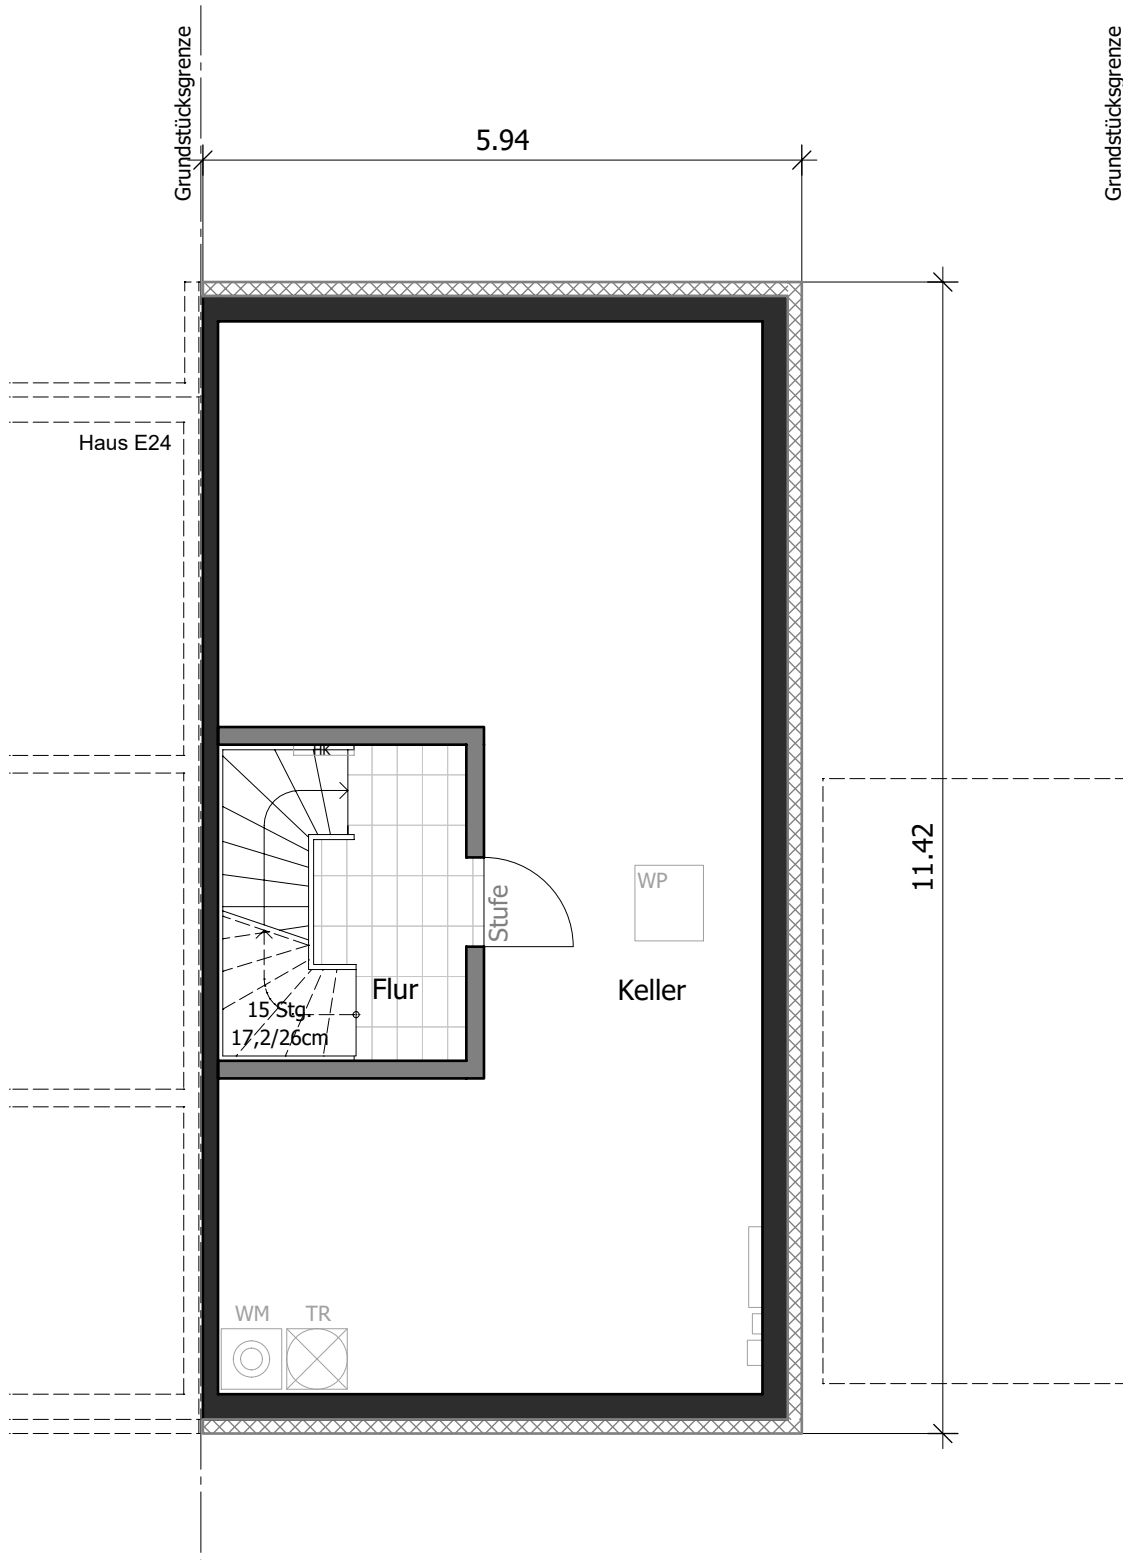 Grundstücksgrenze
Grundstücksgrenze
5.94
Haus E24
HK
11.42
WP
Stufe
Flur
Keller
15 Stg.
17,2/26cm
WM
TR